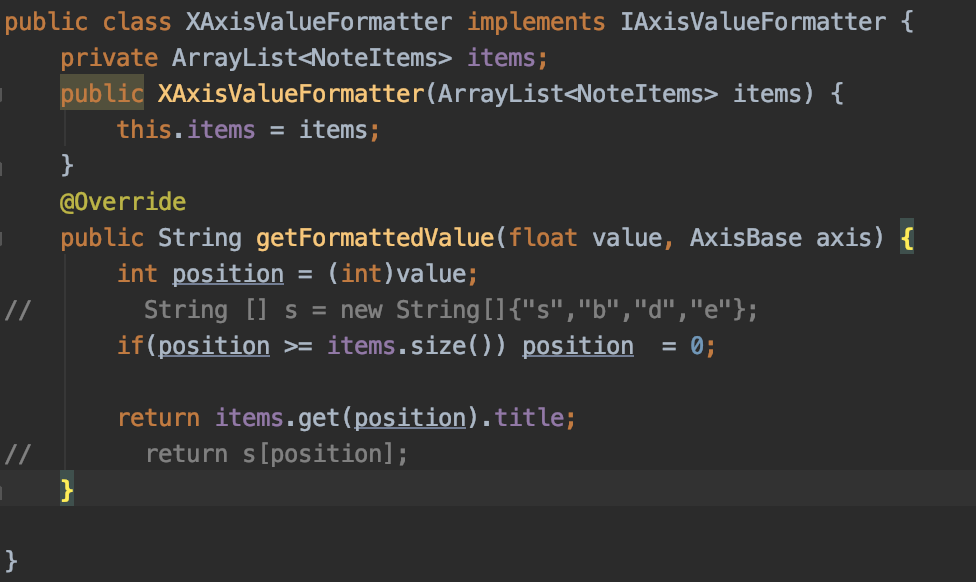 public class XAxisValueFormatter implements IAxisValueFormatter {
    private ArrayList<NoteItems> items;
    public XAxisValueFormatter(ArrayList<NoteItems> items) {
        this.items = items;
    }
    @Override
    public String getFormattedValue(float value, AxisBase axis) {
        int position = (int)value;
//        String [] s = new String[]{"s","b","d","e"};
        if(position >= items.size()) position  = 0;

        return items.get(position).title;
//        return s[position];
    }

}